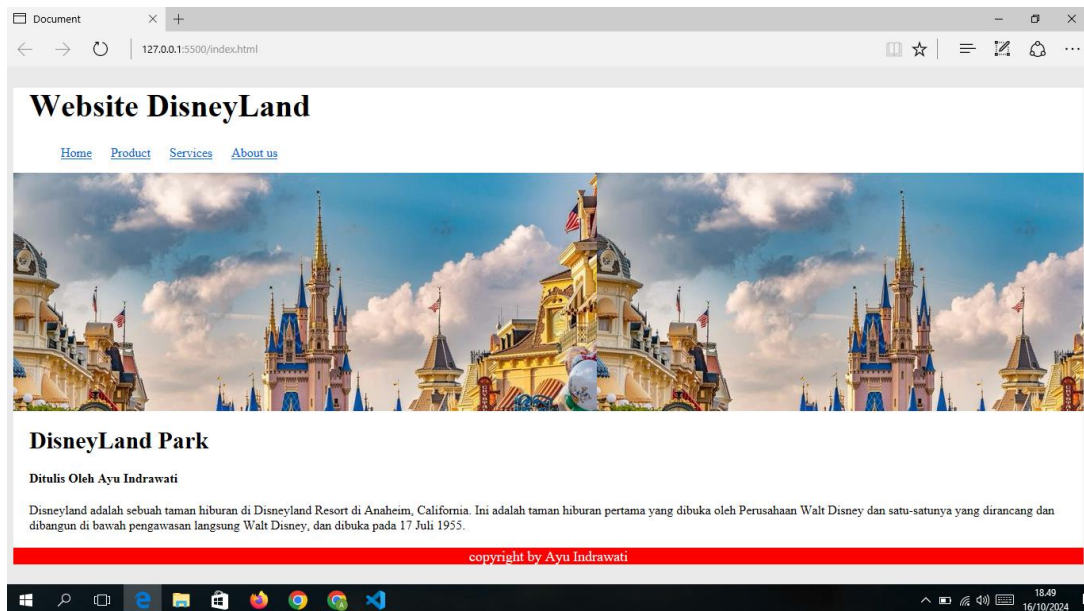 Document
127.0.0.1:5500/index.html
Website DisneyLand
Home Product Services About us
DisneyLand Park
Ditulis Oleh Ayu Indrawati
Disneyland adalah sebuah taman hiburan di Disneyland Resort di Anaheim, California. Ini adalah taman hiburan pertama yang dibuka oleh Perusahaan Walt Disney dan satu-satunya yang dirancang dan
dibangun di bawah pengawasan langsung Walt Disney, dan dibuka pada 17 Juli 1955.
copyright by Ayu Indrawati
18.49
16/10/2024